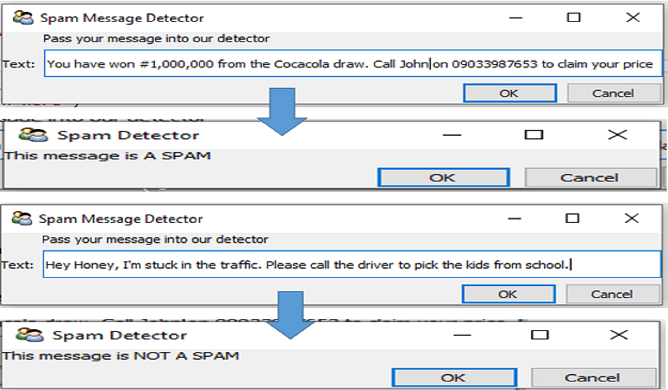 Spam Message Detector
Pass your message into our detector
Text: You have won #1,000,000 from the Cocacola draw. Call John on 09033987653 to claim your price
OK Cancel
Spam Detector
This message is A SPAM
OK Cancel
Spam Message Detector
Pass your message into our detector
Text: Hey Honey, I'm stuck in the traffic. Please call the driver to pick the kids from school.
OK Cancel
Spam Detector
This message is NOT A SPAM
OK Cancel